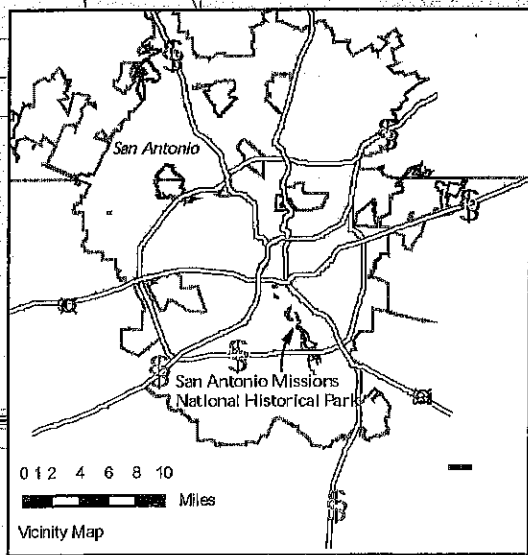 San Antonio
San Antonio Missions
National Historical Park
0 1 2 4 6 8 10
Miles
Vicinity Map